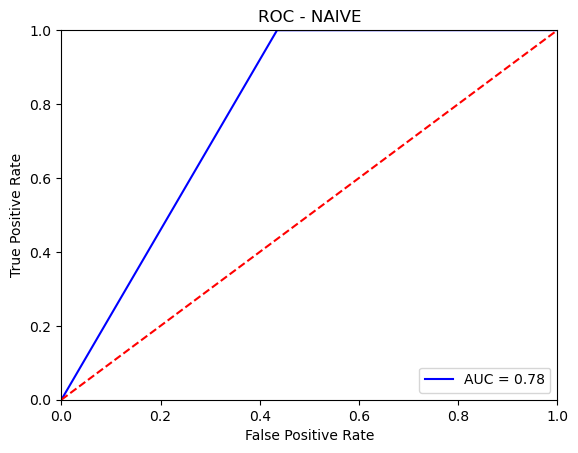 ROC - NAIVE
True Positive Rate
1.0
0.8
0.6
0.4
0.2
0.0
AUC = 0.78
0.0 0.2 0.4 0.6 0.8 1.0
False Positive Rate